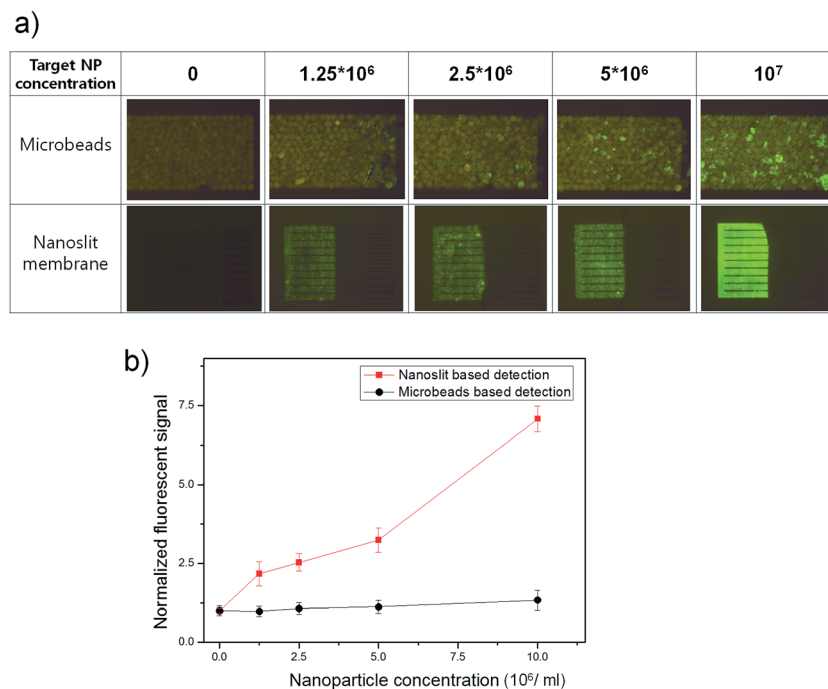 a)
Target NP
concentration
0
1.25*10⁶
2.5*10⁶
5*10⁶
10⁷
Microbeads
Nanoslit
membrane
b)
Nanoslit based detection
Microbeads based detection
Normalized fluorescent signal
7.5
5.0
2.5
0.0
0.0
2.5
5.0
7.5
10.0
Nanoparticle concentration (10⁶/ ml)